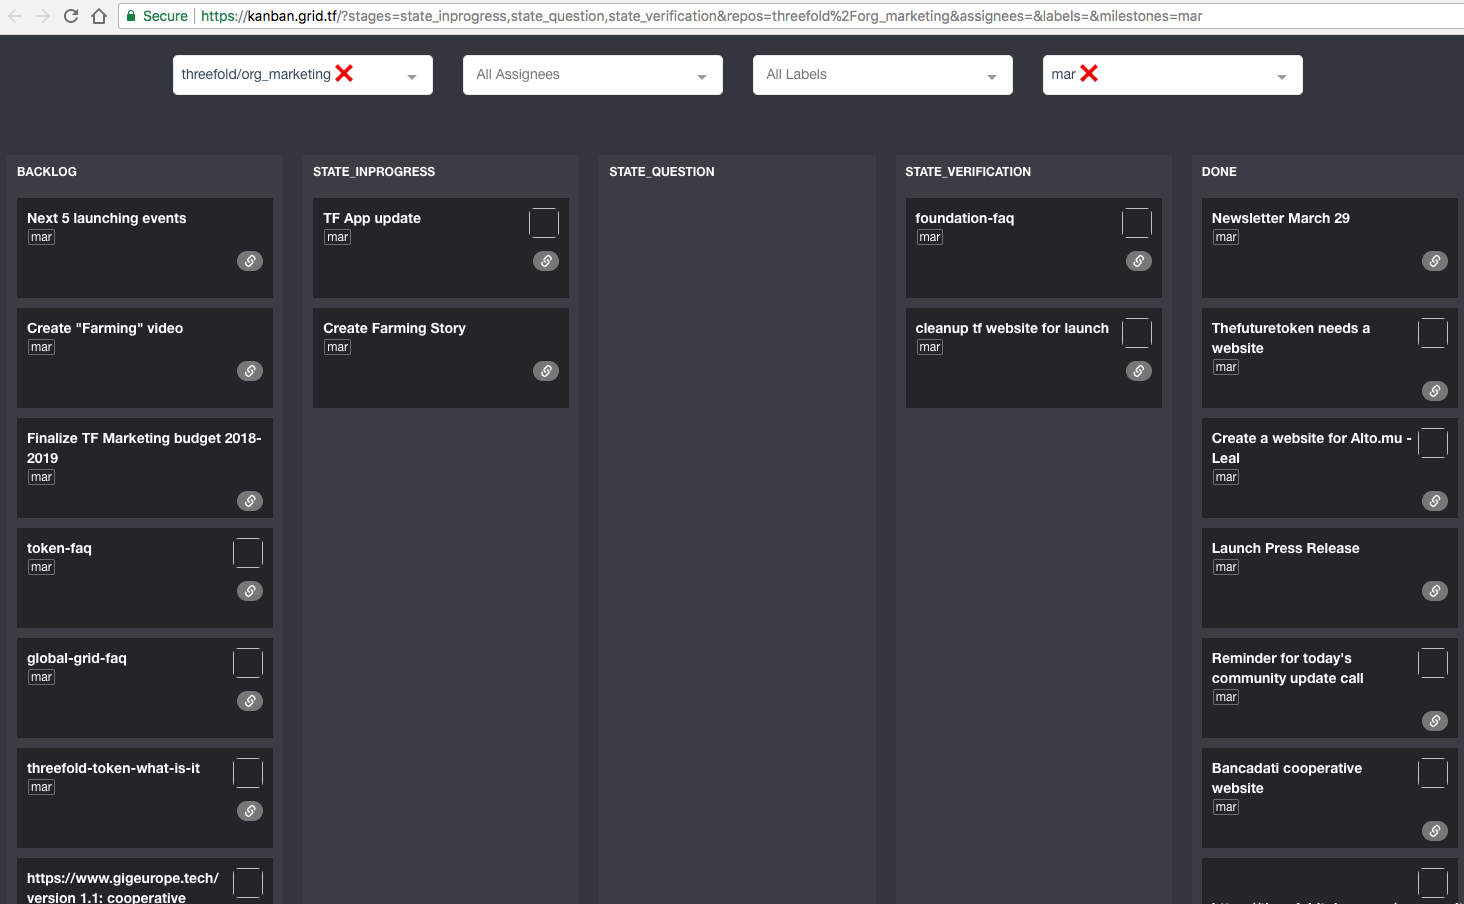 Secure https://kanban.grid.tf/?stages=state_inprogress,state_question,state_verification&repos=threefold%2Forg_marketing&assignees=&labels=&milestones=mar
threefold/org_marketing
All Assignees
All Labels
mar
BACKLOG
Next 5 launching events
mar
Create "Farming" video
mar
Finalize TF Marketing budget 2018-
2019
mar
token-faq
mar
global-grid-faq
mar
threefold-token-what-is-it
mar
https://www.gigeurope.tech/
version 1.1: cooperative
STATE_INPROGRESS
TF App update
mar
Create Farming Story
mar
STATE_QUESTION
STATE_VERIFICATION
foundation-faq
mar
cleanup tf website for launch
mar
DONE
Newsletter March 29
mar
Thefuturetoken needs a
website
mar
Create a website for Alto.mu -
Leal
mar
Launch Press Release
mar
Reminder for today's
community update call
mar
Bancadati cooperative
website
mar